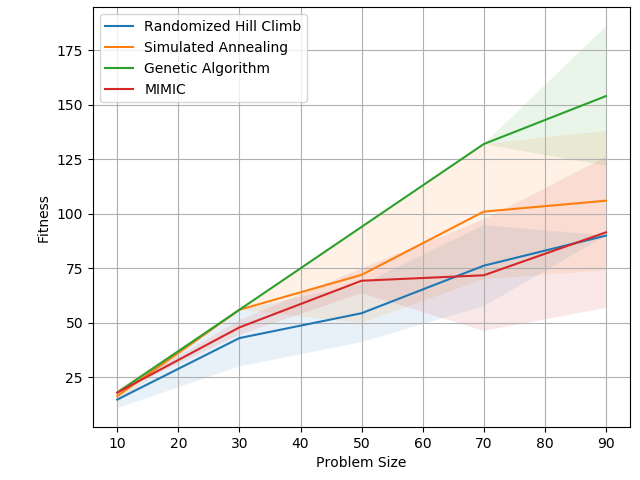 Randomized Hill Climb
Simulated Annealing
Genetic Algorithm
MIMIC
175
150
125
100
75
50
25
Fitness
10 20 30 40 50 60 70 80 90
Problem Size